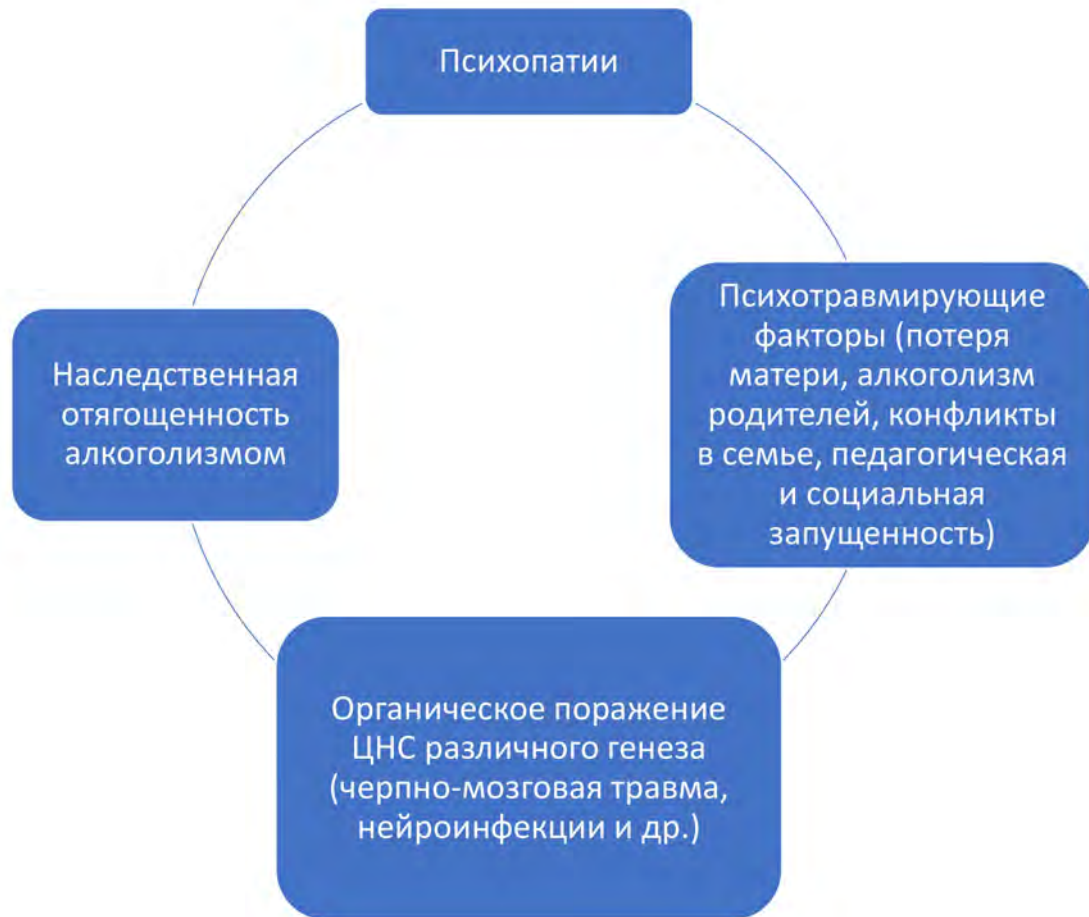 Психопатии
Психотравмирующие
факторы (потеря
матери, алкоголизм
родителей, конфликты
в семье, педагогическая
и социальная
запущенность)
Органическое поражение
ЦНС различного генеза
(черпно-мозговая травма,
нейроинфекции и др.)
Наследственная
отягощенность
алкоголизмом